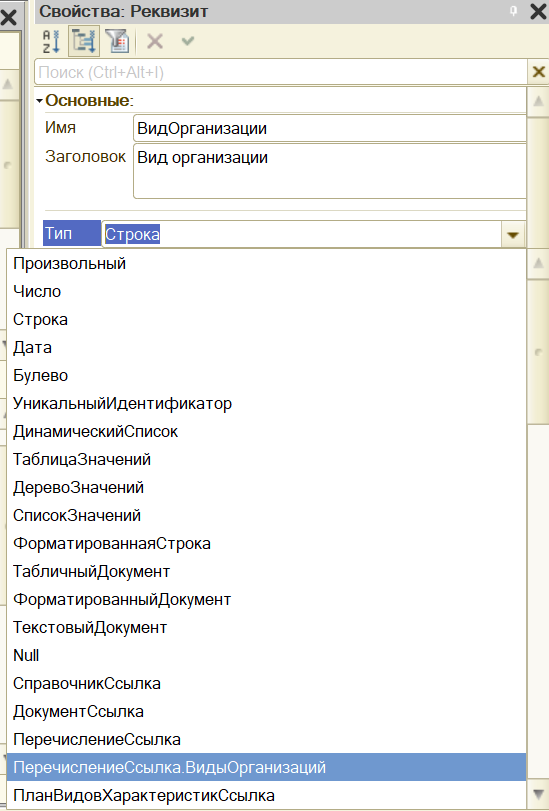 Свойства: Реквизит
Поиск (Ctrl+Alt+I)
Основные:
Имя ВидОрганизации
Заголовок Вид организации
Тип Строка
Произвольный
Число
Строка
Дата
Булево
УникальныйИдентификатор
ДинамическийСписок
ТаблицаЗначений
ДеревоЗначений
СписокЗначений
ФорматированнаяСтрока
ТабличныйДокумент
ФорматированныйДокумент
ТекстовыйДокумент
Null
СправочникСсылка
ДокументСсылка
ПеречислениеСсылка
ПеречислениеСсылка.ВидыОрганизаций
ПланВидовХарактеристикСсылка